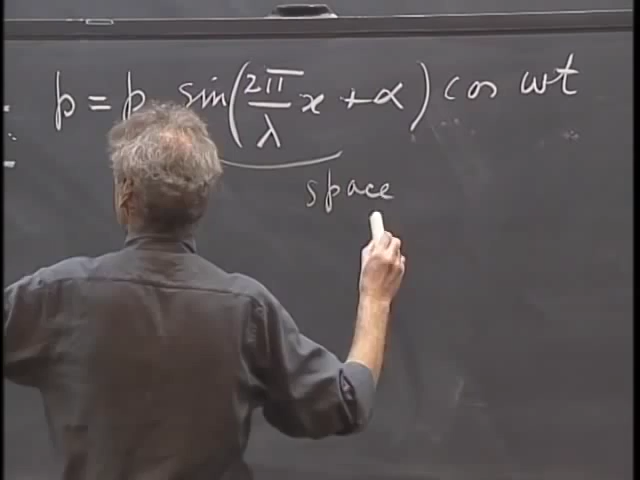 p = p sin(2π/λ x + α) cos ωt
space